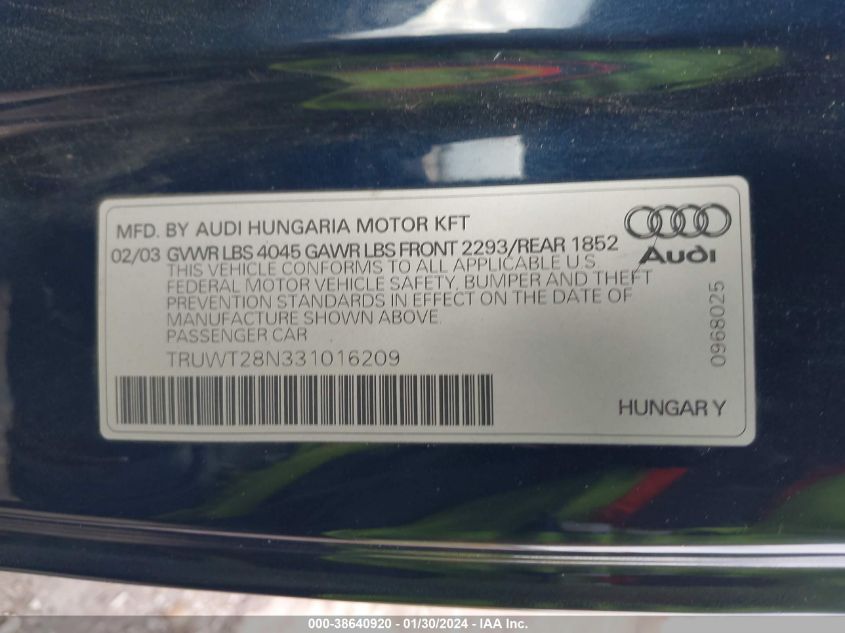 MFD. BY AUDI HUNGARIA MOTOR KFT
02/03 GVWR LBS 4045 GAWR LBS FRONT 2293/REAR 1852
THIS VEHICLE CONFORMS TO ALL APPLICABLE U.S
FEDERAL MOTOR VEHICLE SAFETY, BUMPER AND THEFT
PREVENTION STANDARDS IN EFFECT ON THE DATE OF
MANUFACTURE SHOWN ABOVE.
PASSENGER CAR
TRUWT28N331016209
Audi
0968025
HUNGARY
000-38640920 - 01/30/2024 - IAA Inc.